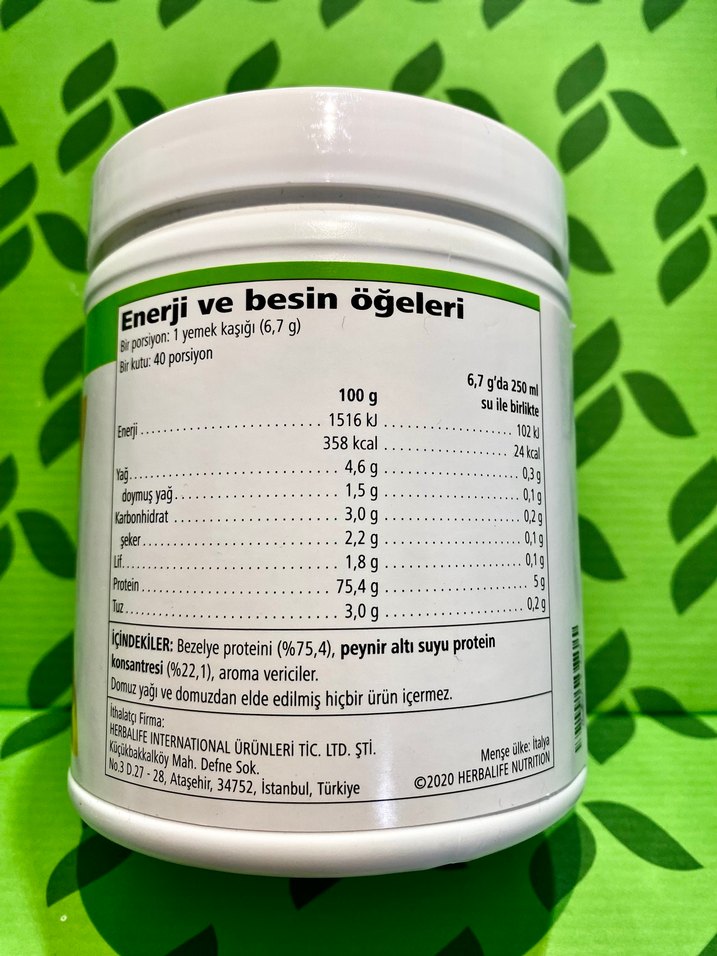 Enerji ve besin öğeleri
Bir porsiyon: 1 yemek kaşığı (6,7 g)
Bir kutu: 40 porsiyon
100 g 6,7 g'da 250 ml su ile birlikte
Enerji 1516 kJ 102 kJ
358 kcal 24 kcal
Yağ 4,6 g 0,3 g
doymuş yağ 1,5 g 0,1 g
Karbonhidrat 3,0 g 0,2 g
şeker 2,2 g 0,1 g
Lif 1,8 g 0,1 g
Protein 75,4 g 5 g
Tuz 3,0 g 0,2 g
İÇİNDEKİLER: Bezelye proteini (%75,4), peynir altı suyu protein
konsantresi (%22,1), aroma vericiler.
Domuz yağı ve domuzdan elde edilmiş hiçbir ürün içermez.
İthalatçı Firma:
HERBALIFE INTERNATIONAL ÜRÜNLERİ TİC. LTD. ŞTİ.
Küçükbakkalköy Mah. Defne Sok.
No.3 D.27 - 28, Ataşehir, 34752, İstanbul, Türkiye
Menşe ülke: İtalya
©2020 HERBALIFE NUTRITION